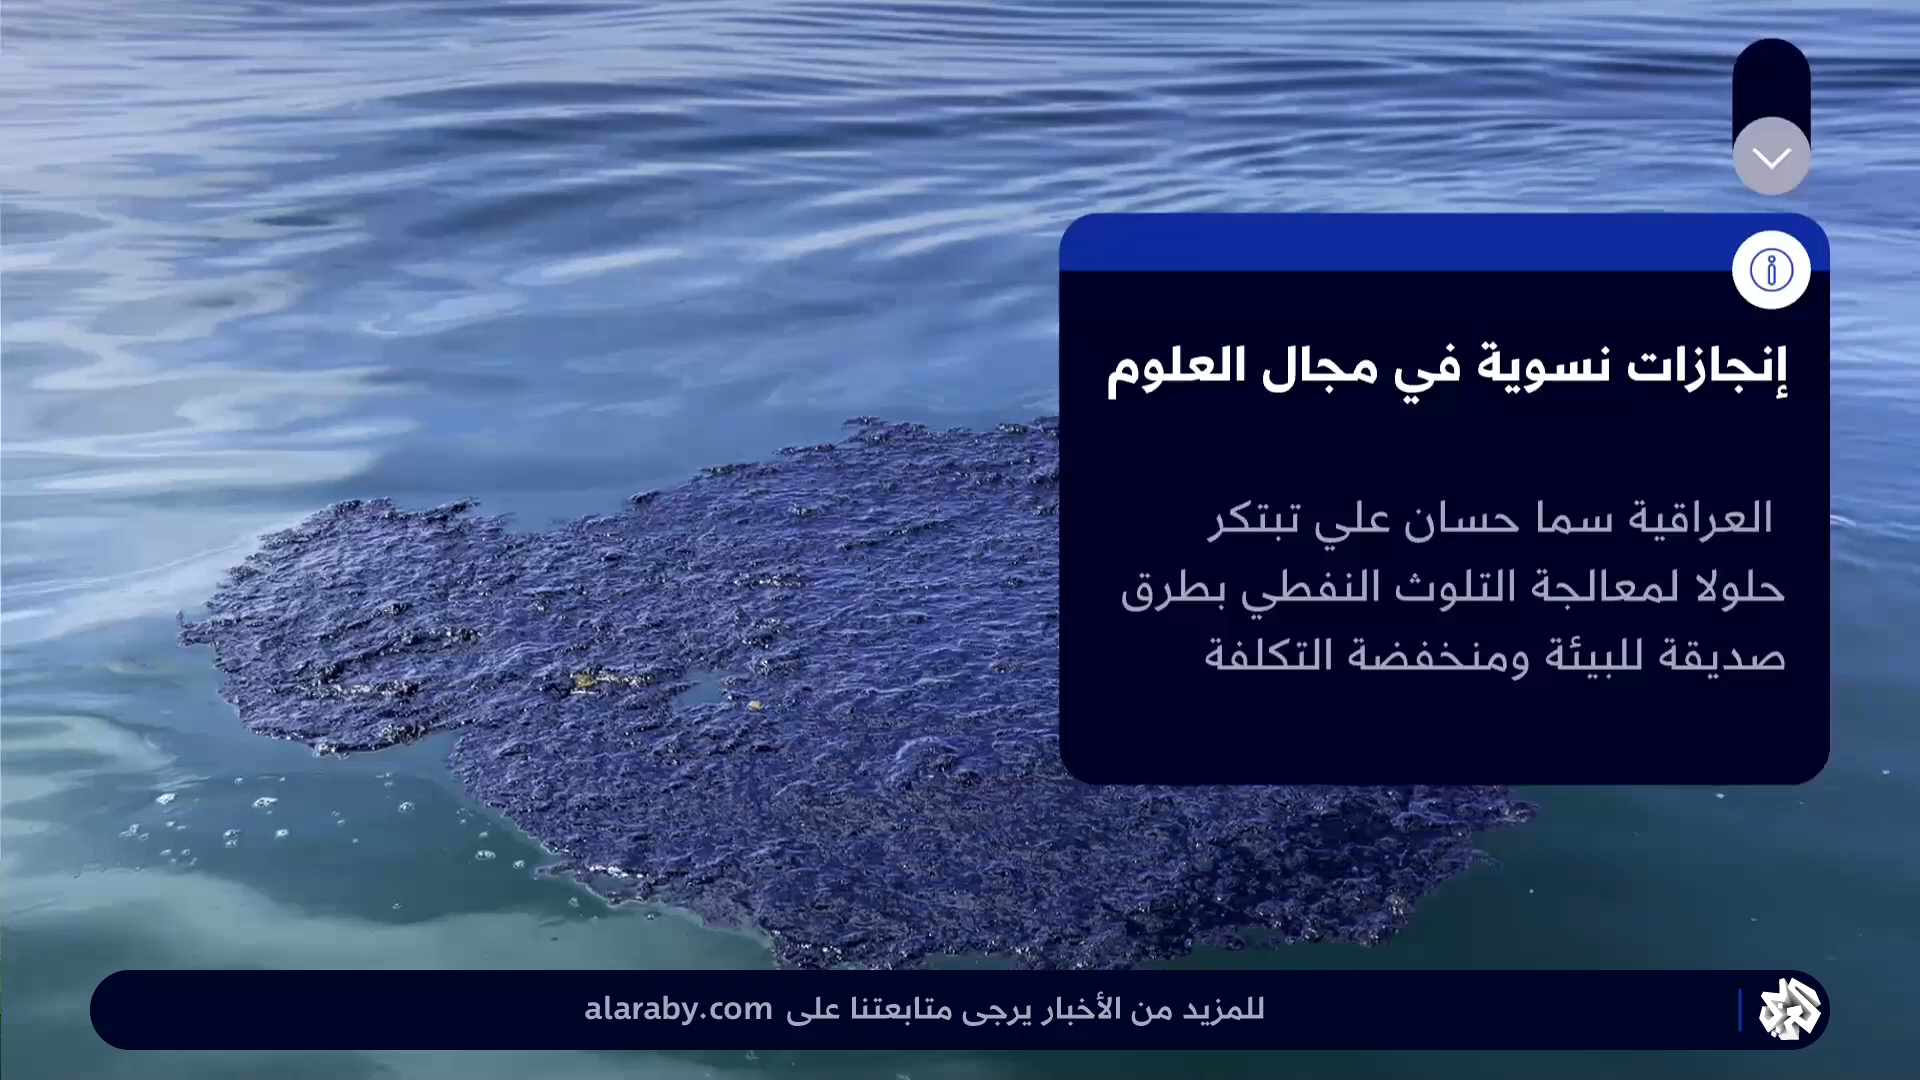 إنجازات نسوية في مجال العلوم
العراقية سما حسان علي تبتكر
حلولا لمعالجة التلوث النفطي بطرق
صديقة للبيئة ومنخفضة التكلفة
للمزيد من الأخبار يرجى متابعتنا على alaraby.com